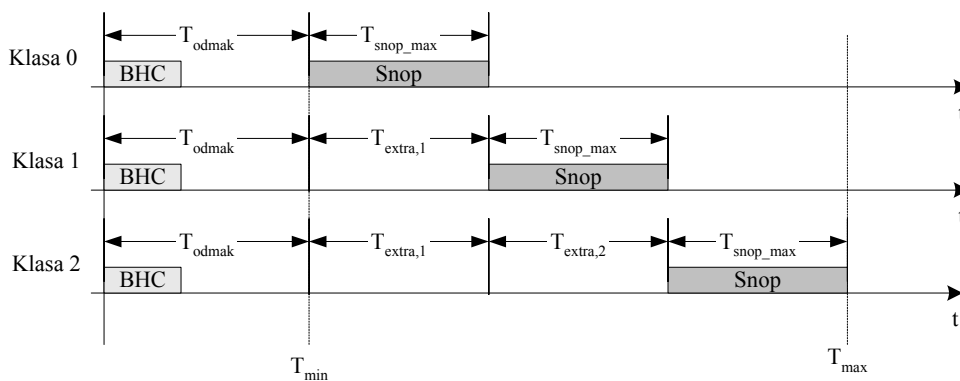 Klasa 0
T_odmak T_snop_max
BHC Snop
t
Klasa 1
T_odmak T_extra,1 T_snop_max
BHC Snop
t
Klasa 2
T_odmak T_extra,1 T_extra,2 T_snop_max
BHC Snop
t
T_min T_max